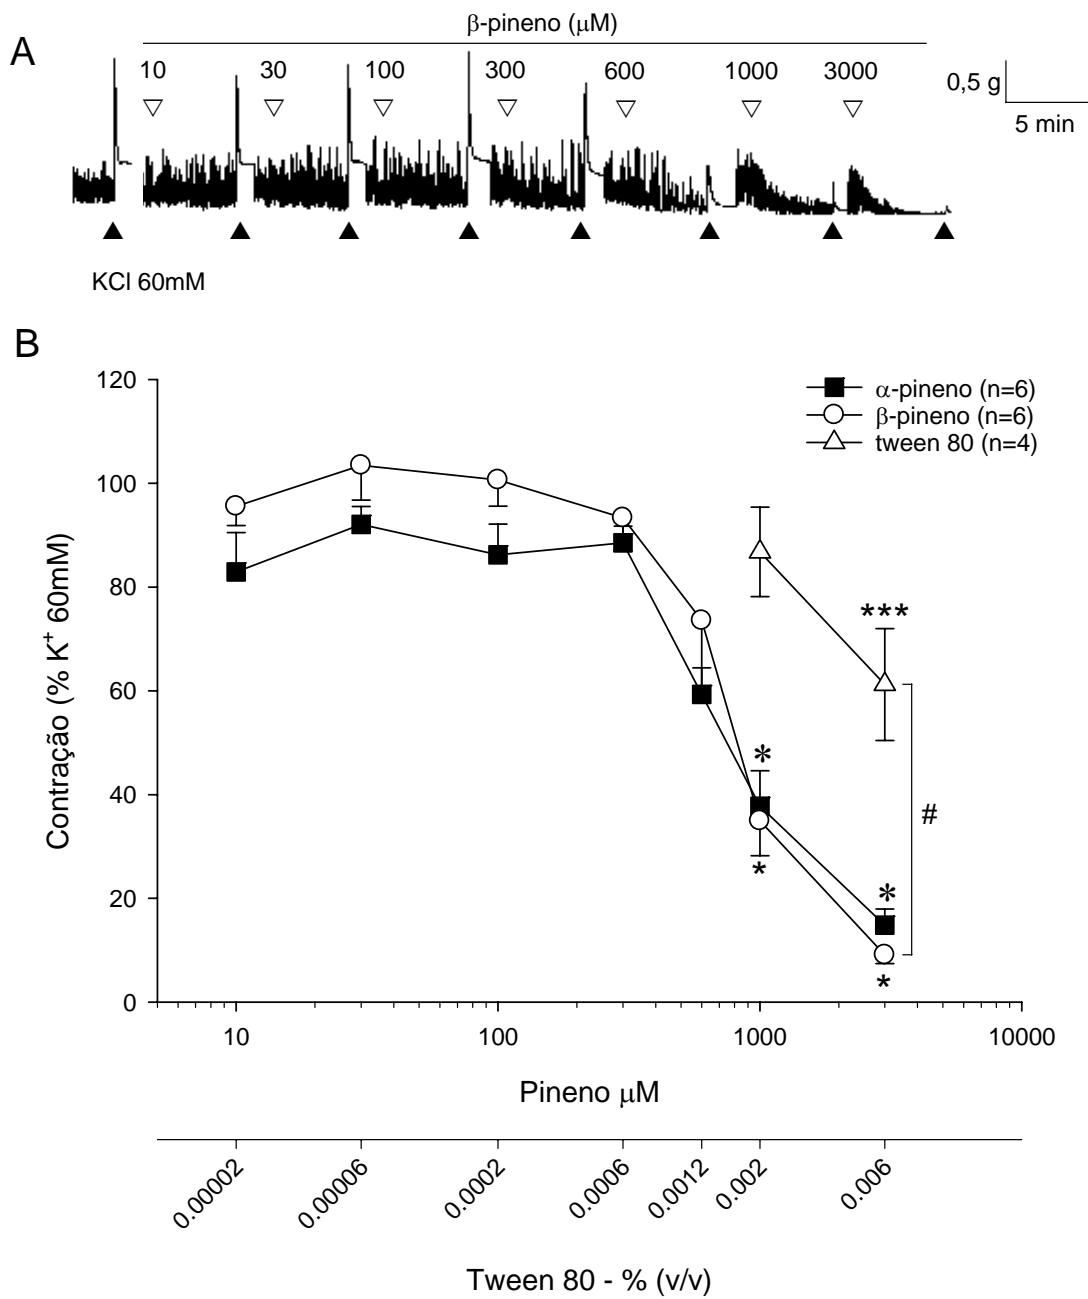 A
β-pineno (μM)
10 30 100 300 600 1000 3000
0,5 g
5 min
KCl 60mM
B
120
100
80
60
40
20
0
Contração (% K⁺ 60mM)
α-pineno (n=6)
β-pineno (n=6)
tween 80 (n=4)
***
#
*
*
*
*
10 100 1000 10000
Pineno μM
0.00002 0.00006 0.0002 0.0006 0.0012 0.002 0.006
Tween 80 - % (v/v)